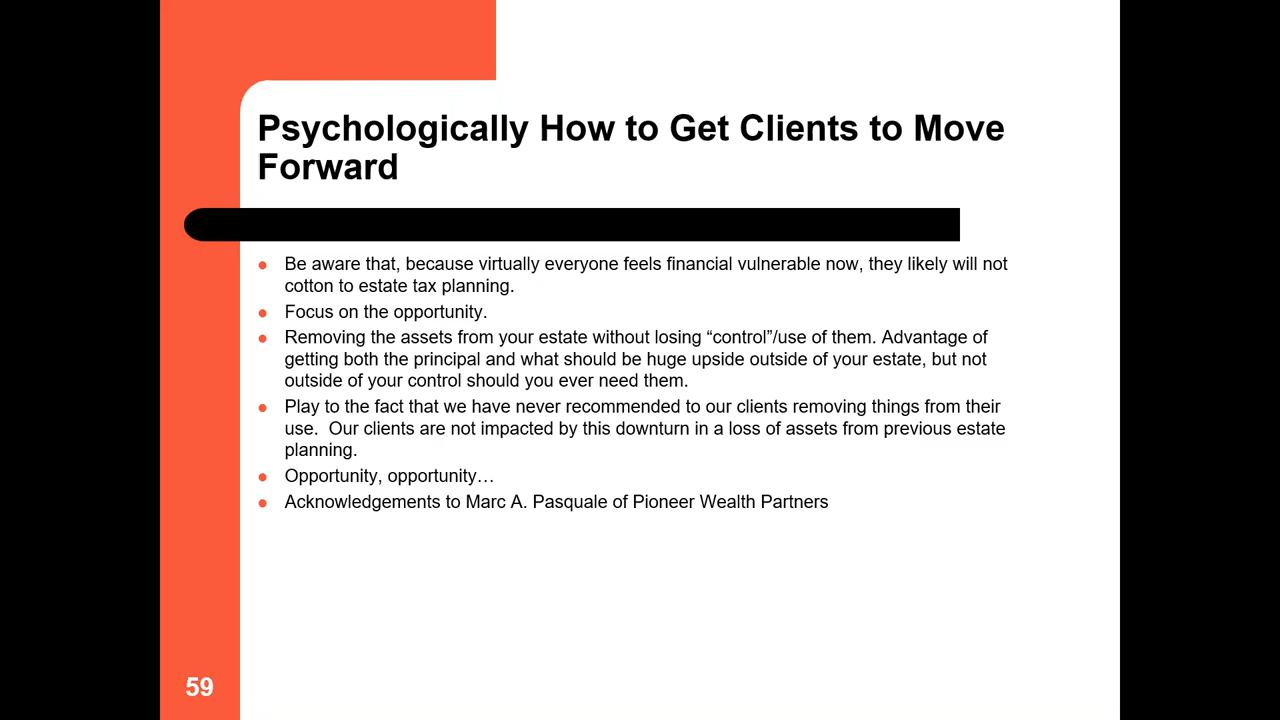 Psychologically How to Get Clients to Move
Forward
Be aware that, because virtually everyone feels financial vulnerable now, they likely will not
cotton to estate tax planning.
Focus on the opportunity.
Removing the assets from your estate without losing “control”/use of them. Advantage of
getting both the principal and what should be huge upside outside of your estate, but not
outside of your control should you ever need them.
Play to the fact that we have never recommended to our clients removing things from their
use.  Our clients are not impacted by this downturn in a loss of assets from previous estate
planning.
Opportunity, opportunity…
Acknowledgements to Marc A. Pasquale of Pioneer Wealth Partners
59